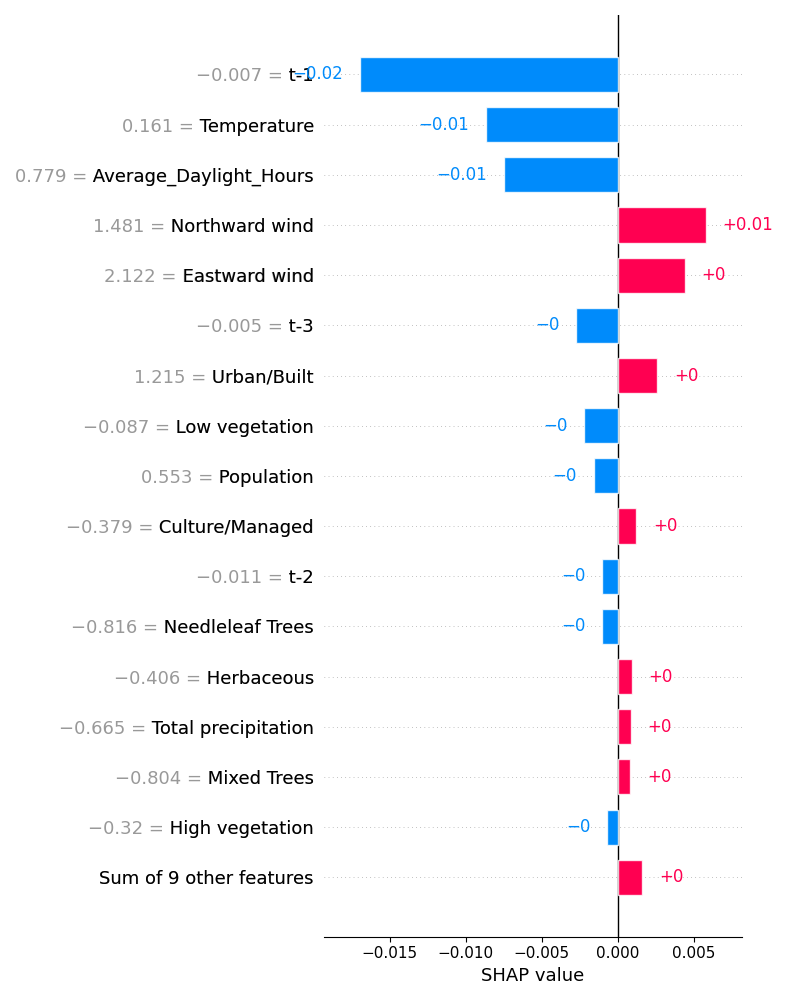 −0.007 = t-1 −0.02
0.161 = Temperature −0.01
0.779 = Average_Daylight_Hours −0.01
1.481 = Northward wind +0.01
2.122 = Eastward wind +0
−0.005 = t-3 −0
1.215 = Urban/Built +0
−0.087 = Low vegetation −0
0.553 = Population −0
−0.379 = Culture/Managed +0
−0.011 = t-2 −0
−0.816 = Needleleaf Trees −0
−0.406 = Herbaceous +0
−0.665 = Total precipitation +0
−0.804 = Mixed Trees +0
−0.32 = High vegetation −0
Sum of 9 other features +0
−0.015 −0.010 −0.005 0.000 0.005
SHAP value